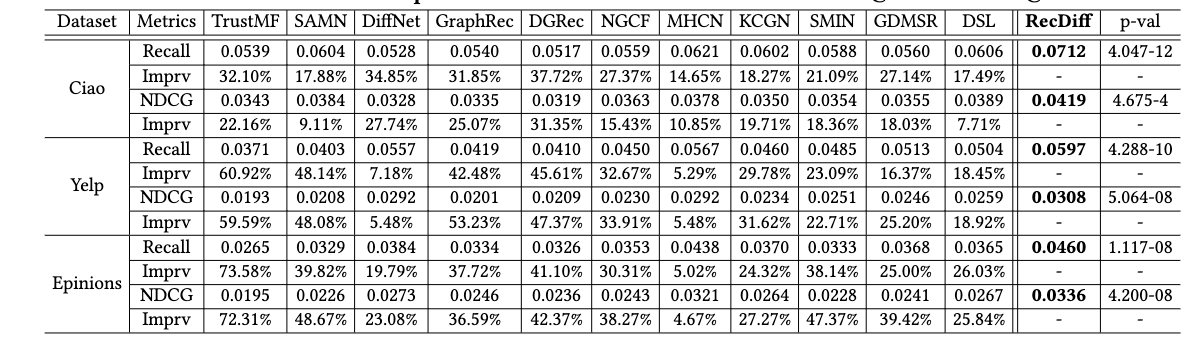 Dataset Metrics TrustMF SAMN DiffNet GraphRec DGRec NGCF MHCN KCGN SMIN GDMSR DSL RecDiff p-val
Ciao
Recall 0.0539 0.0604 0.0528 0.0540 0.0517 0.0559 0.0621 0.0602 0.0588 0.0560 0.0606 0.0712 4.047-12
Imprv 32.10% 17.88% 34.85% 31.85% 37.72% 27.37% 14.65% 18.27% 21.09% 27.14% 17.49% - -
NDCG 0.0343 0.0384 0.0328 0.0335 0.0319 0.0363 0.0378 0.0350 0.0354 0.0355 0.0389 0.0419 4.675-4
Imprv 22.16% 9.11% 27.74% 25.07% 31.35% 15.43% 10.85% 19.71% 18.36% 18.03% 7.71% - -
Yelp
Recall 0.0371 0.0403 0.0557 0.0419 0.0410 0.0450 0.0567 0.0460 0.0485 0.0513 0.0504 0.0597 4.288-10
Imprv 60.92% 48.14% 7.18% 42.48% 45.61% 32.67% 5.29% 29.78% 23.09% 16.37% 18.45% - -
NDCG 0.0193 0.0208 0.0292 0.0201 0.0209 0.0230 0.0292 0.0234 0.0251 0.0246 0.0259 0.0308 5.064-08
Imprv 59.59% 48.08% 5.48% 53.23% 47.37% 33.91% 5.48% 31.62% 22.71% 25.20% 18.92% - -
Epinions
Recall 0.0265 0.0329 0.0384 0.0334 0.0326 0.0353 0.0438 0.0370 0.0333 0.0368 0.0365 0.0460 1.117-08
Imprv 73.58% 39.82% 19.79% 37.72% 41.10% 30.31% 5.02% 24.32% 38.14% 25.00% 26.03% - -
NDCG 0.0195 0.0226 0.0273 0.0246 0.0236 0.0243 0.0321 0.0264 0.0228 0.0241 0.0267 0.0336 4.200-08
Imprv 72.31% 48.67% 23.08% 36.59% 42.37% 38.27% 4.67% 27.27% 47.37% 39.42% 25.84% - -